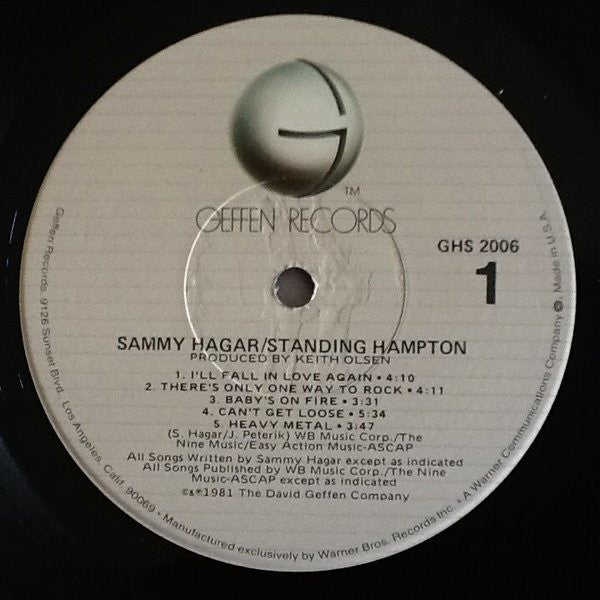 G
TM
GEFFEN RECORDS
GHS 2006
1
SAMMY HAGAR/STANDING HAMPTON
PRODUCED BY KEITH OLSEN
1. I'LL FALL IN LOVE AGAIN • 4:10
2. THERE'S ONLY ONE WAY TO ROCK • 4:11
3. BABY'S ON FIRE • 3:31
4. CAN'T GET LOOSE • 5:34
5. HEAVY METAL • 3:47
(S. Hagar/J. Peterik) WB Music Corp./The
Nine Music/Easy Action Music-ASCAP
All Songs Written by Sammy Hagar except as indicated
All Songs Published by WB Music Corp./The Nine
Music-ASCAP except as indicated
©&℗1981 The David Geffen Company
Geffen Records, 9126 Sunset Blvd., Los Angeles, Calif. 90069 • Manufactured exclusively by Warner Bros. Records Inc. • A Warner Communications Company ℗. Made in U.S.A.